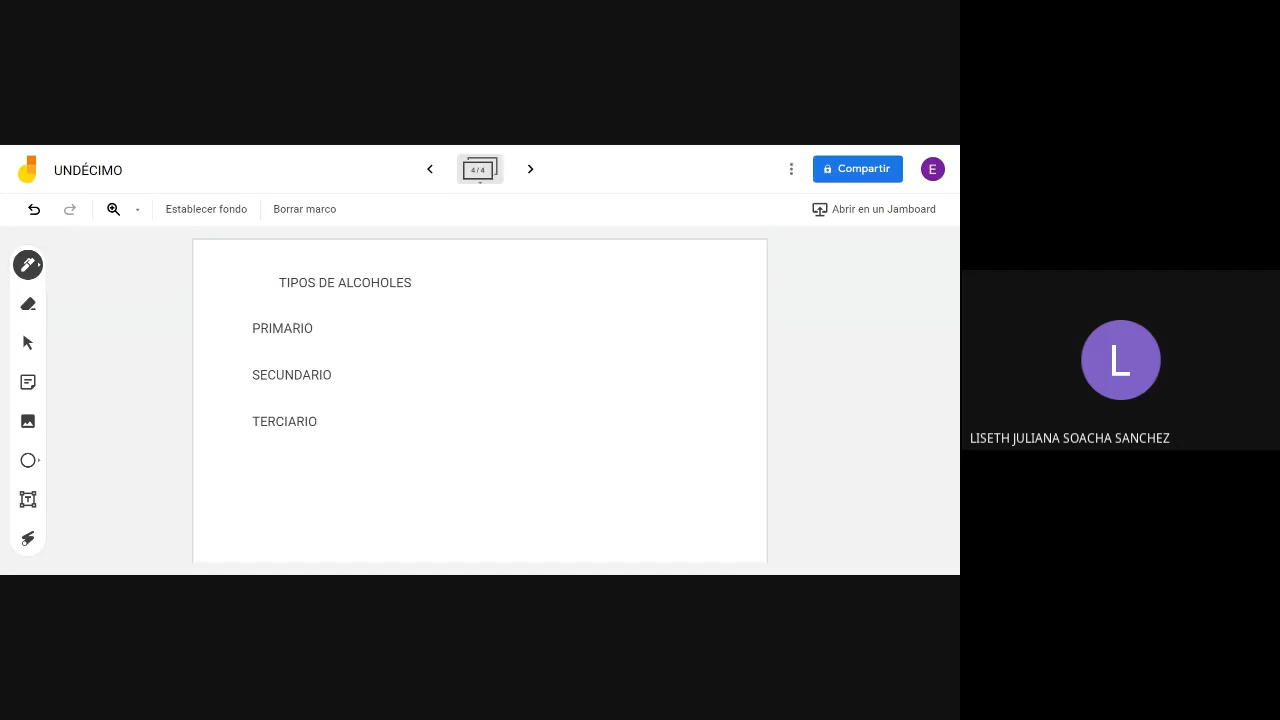 UNDÉCIMO
4 / 4
Compartir
E
Establecer fondo
Borrar marco
Abrir en un Jamboard
TIPOS DE ALCOHOLES
PRIMARIO
SECUNDARIO
TERCIARIO
L
LISETH JULIANA SOACHA SANCHEZ